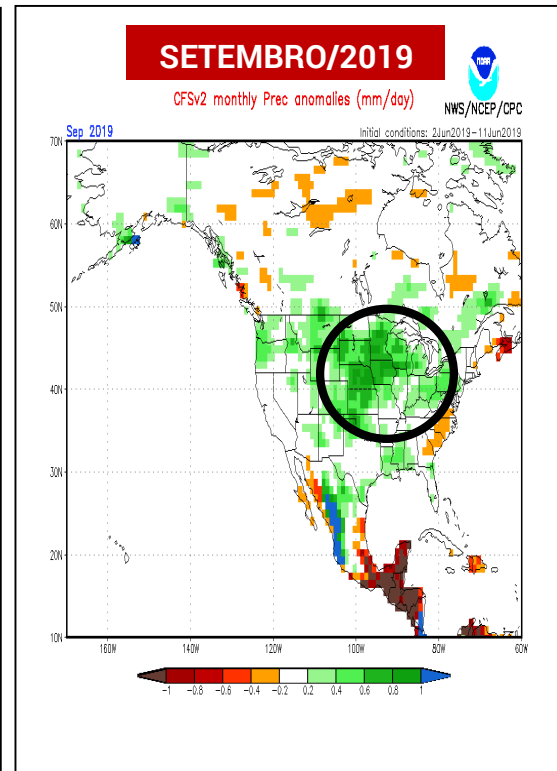 SETEMBRO/2019
NOAA
CFSv2 monthly Prec anomalies (mm/day)
NWS/NCEP/CPC
Sep 2019
Initial conditions: 2Jun2019-11Jun2019
70N
60N
50N
40N
30N
20N
10N
160W 140W 120W 100W 80W 60W
-1 -0.8 -0.6 -0.4 -0.2 0.2 0.4 0.6 0.8 1